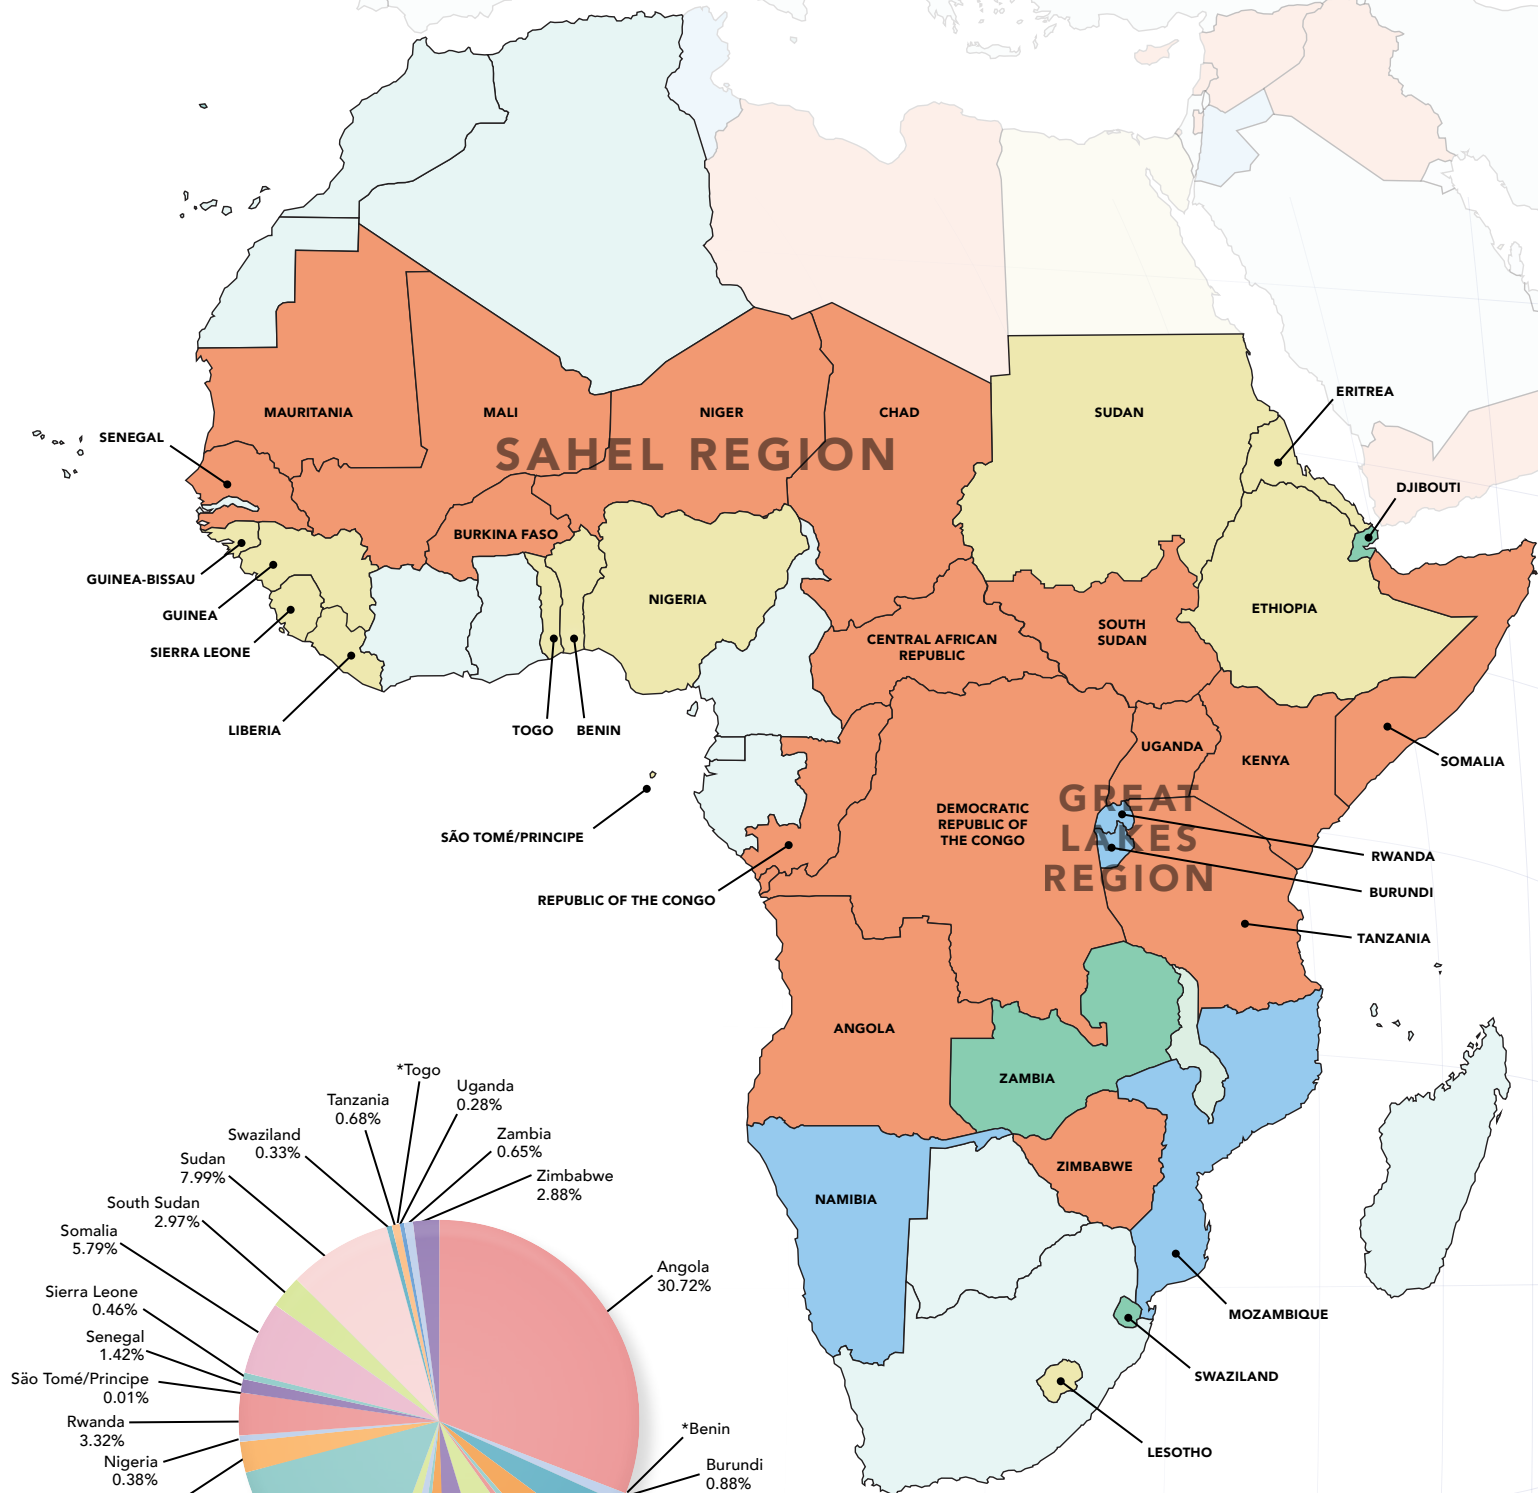 MAURITANIA
MALI
NIGER
CHAD
SUDAN
ERITREA
SENEGAL
SAHEL REGION
DJIBOUTI
BURKINA FASO
GUINEA-BISSAU
GUINEA
NIGERIA
ETHIOPIA
SIERRA LEONE
CENTRAL AFRICAN
REPUBLIC
SOUTH
SUDAN
LIBERIA
TOGO
BENIN
UGANDA
KENYA
SOMALIA
SÃO TOMÉ/PRINCIPE
DEMOCRATIC
REPUBLIC OF
THE CONGO
GREAT
LAKES
REGION
RWANDA
BURUNDI
REPUBLIC OF THE CONGO
TANZANIA
ANGOLA
ZAMBIA
ZIMBABWE
NAMIBIA
MOZAMBIQUE
SWAZILAND
LESOTHO
*Togo
Uganda
0.28%
Tanzania
0.68%
Zambia
0.65%
Swaziland
0.33%
Zimbabwe
2.88%
Sudan
7.99%
South Sudan
2.97%
Somalia
5.79%
Angola
30.72%
Sierra Leone
0.46%
Senegal
1.42%
Säo Tomé/Principe
0.01%
Rwanda
3.32%
Nigeria
0.38%
*Benin
Burundi
0.88%